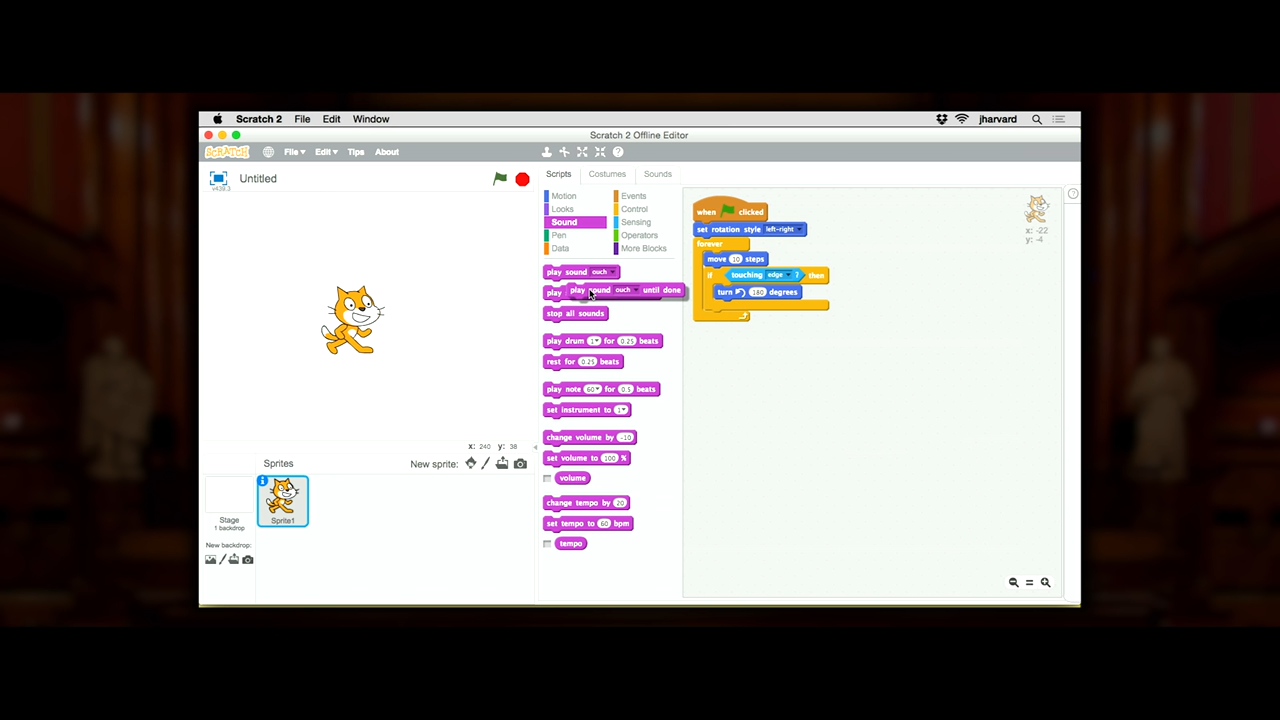 Scratch 2 File Edit Window jharvard
Scratch 2 Offline Editor
SCRATCH File Edit Tips About
v439.3 Untitled
Scripts Costumes Sounds
Motion Events
Looks Control
Sound Sensing
Pen Operators
Data More Blocks
play sound ouch
play
play sound ouch until done
stop all sounds
play drum 1 for 0.25 beats
rest for 0.25 beats
play note 60 for 0.5 beats
set instrument to 1
change volume by -10
set volume to 100 %
volume
change tempo by 20
set tempo to 60 bpm
tempo
when clicked
set rotation style left-right
forever
move 10 steps
if touching edge ? then
turn 180 degrees
x: -22
y: -4
x: 240 y: 38
Sprites New sprite:
Stage
1 backdrop
Sprite1
New backdrop: